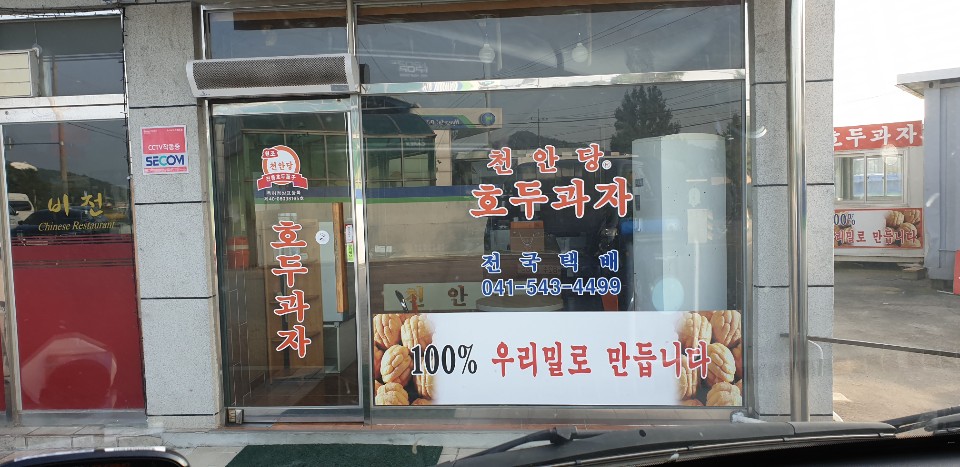 CCTV작동중
SECOM
비천
Chinese Restaurant
원조
천안당
호두과자
천안당
호두과자
전국택배
041-543-4499
천안
100% 우리밀로 만듭니다
호두과자
리밀로 만듭니다